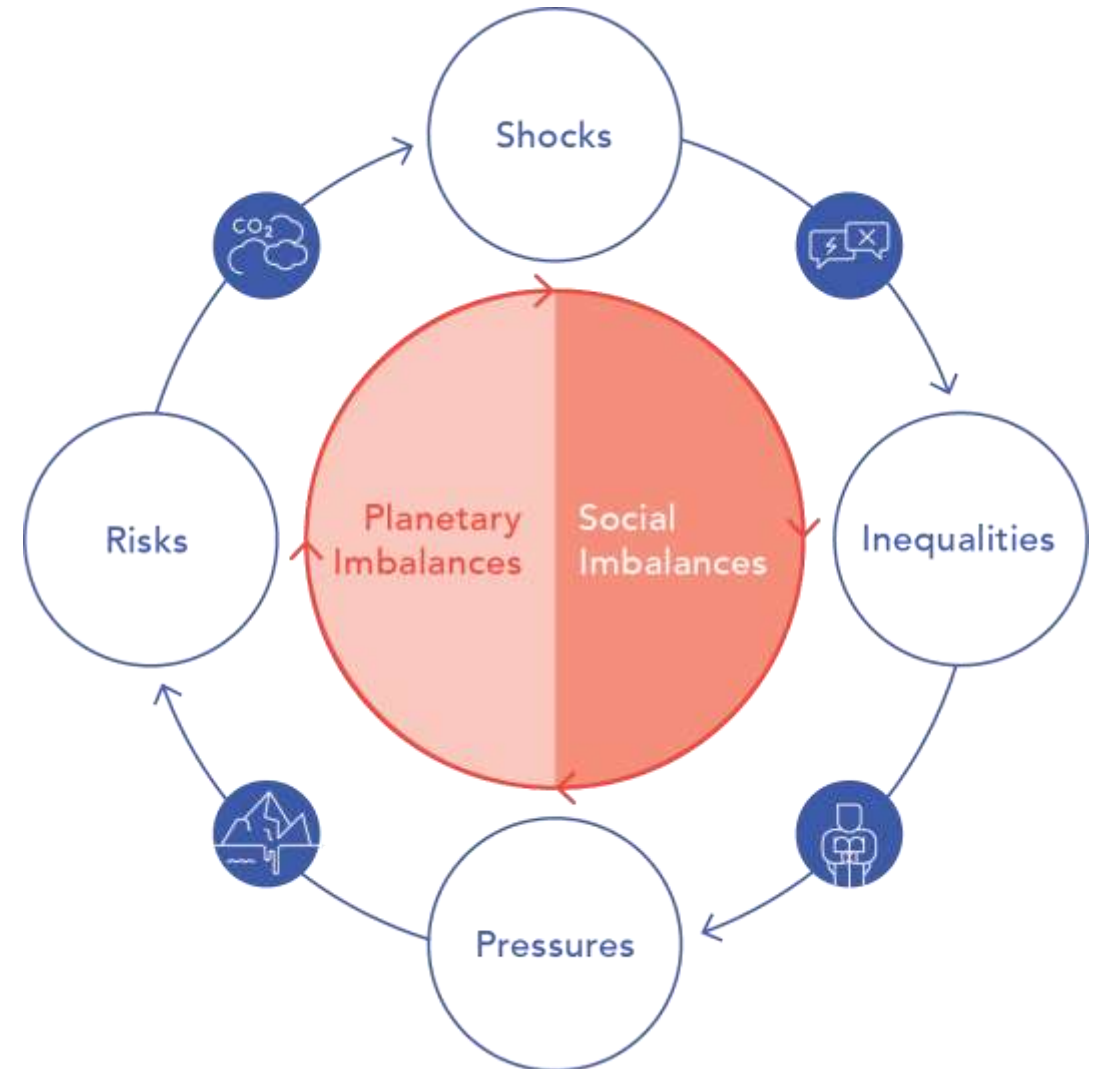 Shocks
CO₂
Planetary
Imbalances
Social
Imbalances
Risks
Inequalities
Pressures